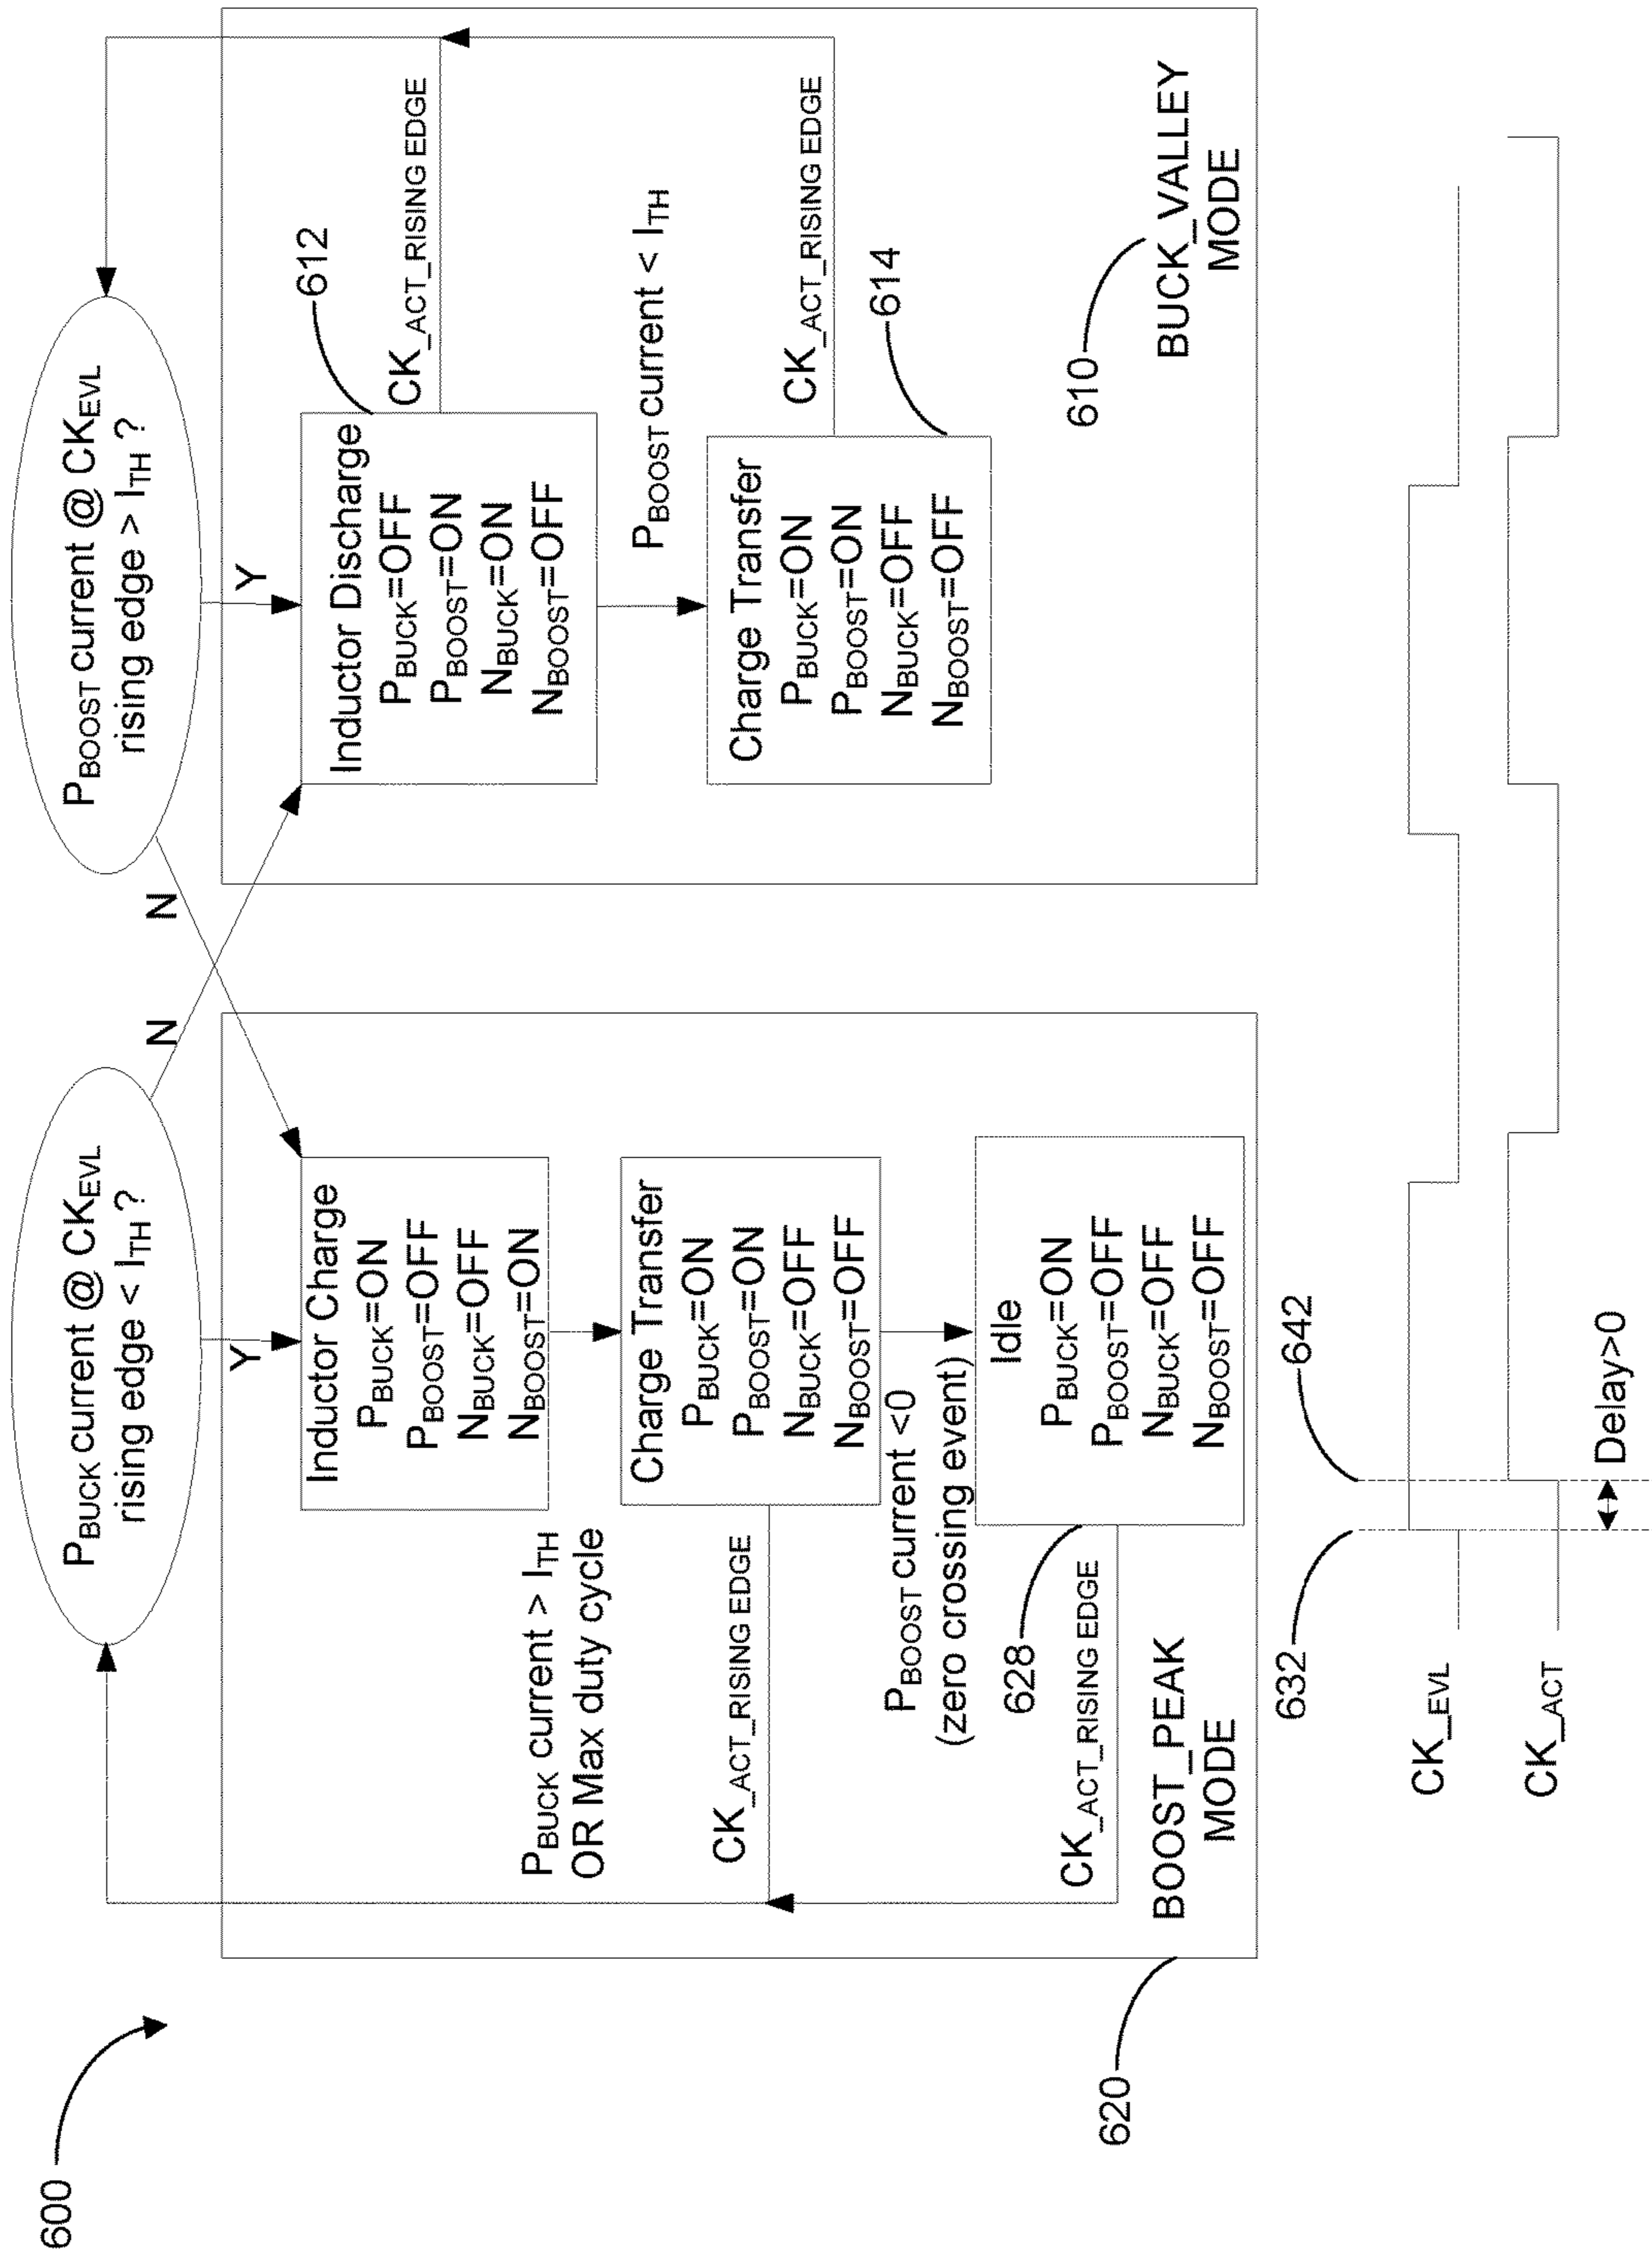 600
P_BUCK current @ CK_EVL
rising edge < I_TH ?
P_BOOST current @ CK_EVL
rising edge > I_TH ?
N
N
Y
Y
Inductor Charge
P_BUCK=ON
P_BOOST=OFF
N_BUCK=OFF
N_BOOST=ON
P_BUCK current > I_TH
OR Max duty cycle
Charge Transfer
P_BUCK=ON
P_BOOST=ON
N_BUCK=OFF
N_BOOST=OFF
CK_ACT_RISING EDGE
P_BOOST current <0
(zero crossing event)
Idle
P_BUCK=ON
P_BOOST=OFF
N_BUCK=OFF
N_BOOST=OFF
628
CK_ACT_RISING EDGE
BOOST_PEAK
MODE
620
612
Inductor Discharge
P_BUCK=OFF
P_BOOST=ON
N_BUCK=ON
N_BOOST=OFF
CK_ACT_RISING EDGE
P_BOOST current < I_TH
Charge Transfer
P_BUCK=ON
P_BOOST=ON
N_BUCK=OFF
N_BOOST=OFF
CK_ACT_RISING EDGE
614
610
BUCK_VALLEY
MODE
632
642
CK_EVL
CK_ACT
Delay>0